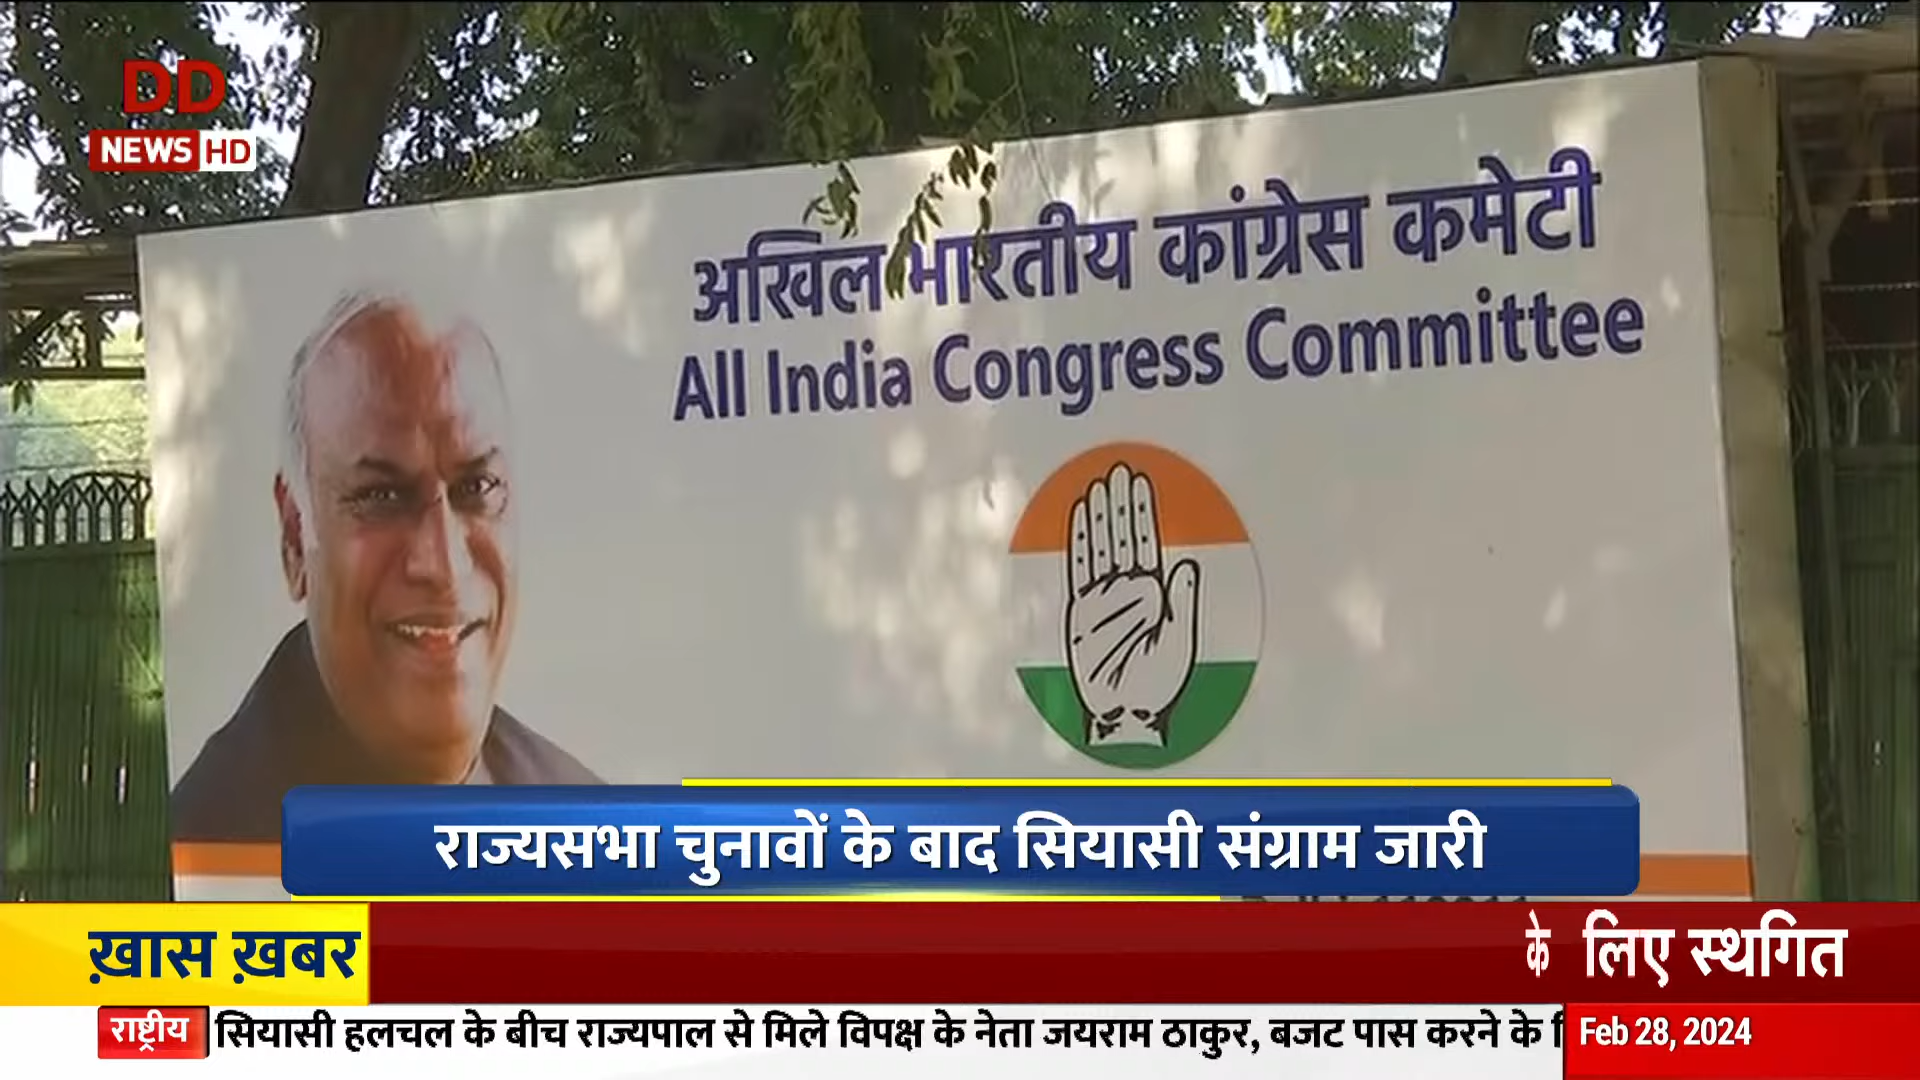 DD
NEWS HD
अखिल भारतीय कांग्रेस कमेटी
All India Congress Committee
राज्यसभा चुनावों के बाद सियासी संग्राम जारी
ख़ास ख़बर
के लिए स्थगित
राष्ट्रीय
सियासी हलचल के बीच राज्यपाल से मिले विपक्ष के नेता जयराम ठाकुर, बजट पास करने के
Feb 28, 2024